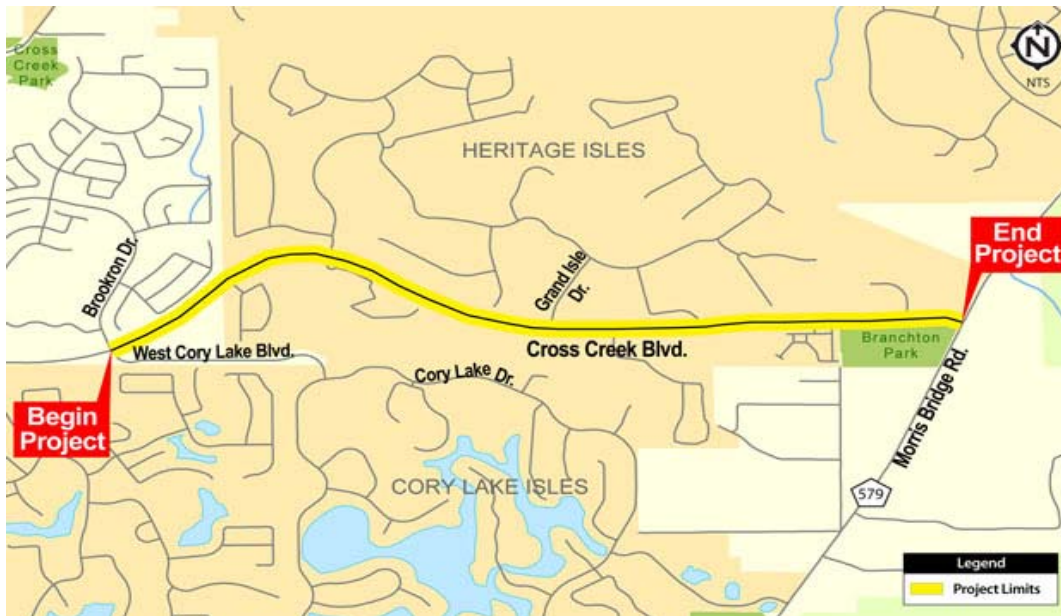 Cross
Creek
Park
N
NTS
HERITAGE ISLES
Brookron Dr.
Grand Isle
Dr.
End
Project
West Cory Lake Blvd.
Cross Creek Blvd.
Branchton
Park
Cory Lake Dr.
Morris Bridge Rd.
Begin
Project
CORY LAKE ISLES
579
Legend
Project Limits